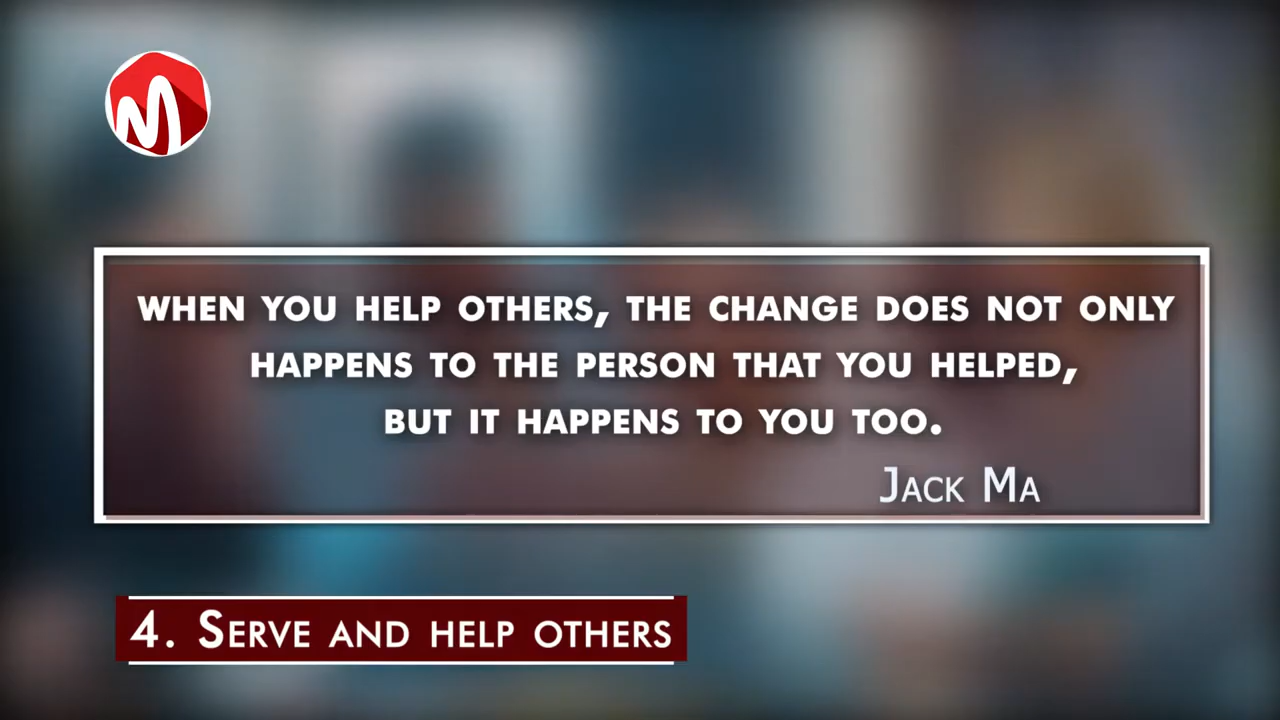 WHEN YOU HELP OTHERS, THE CHANGE DOES NOT ONLY
HAPPENS TO THE PERSON THAT YOU HELPED,
BUT IT HAPPENS TO YOU TOO.
JACK MA
4. SERVE AND HELP OTHERS